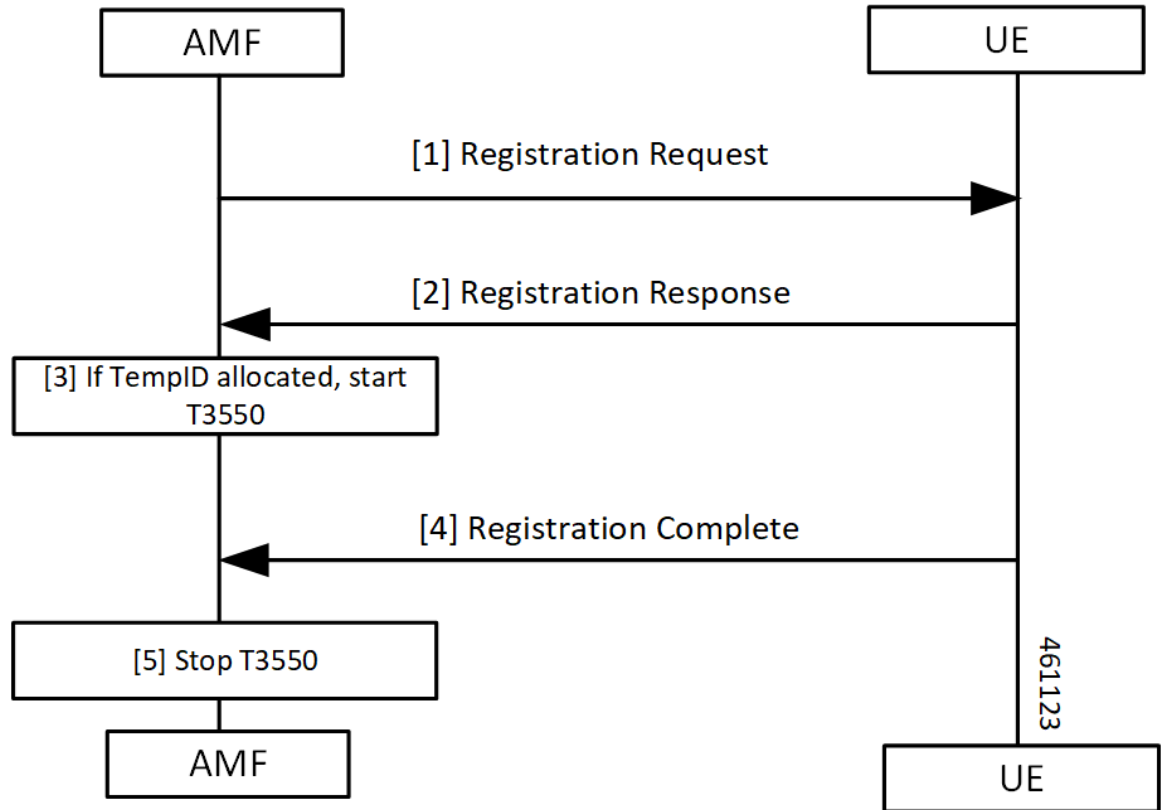 AMF
UE
[1] Registration Request
[2] Registration Response
[3] If TempID allocated, start
T3550
[4] Registration Complete
[5] Stop T3550
461123
AMF
UE